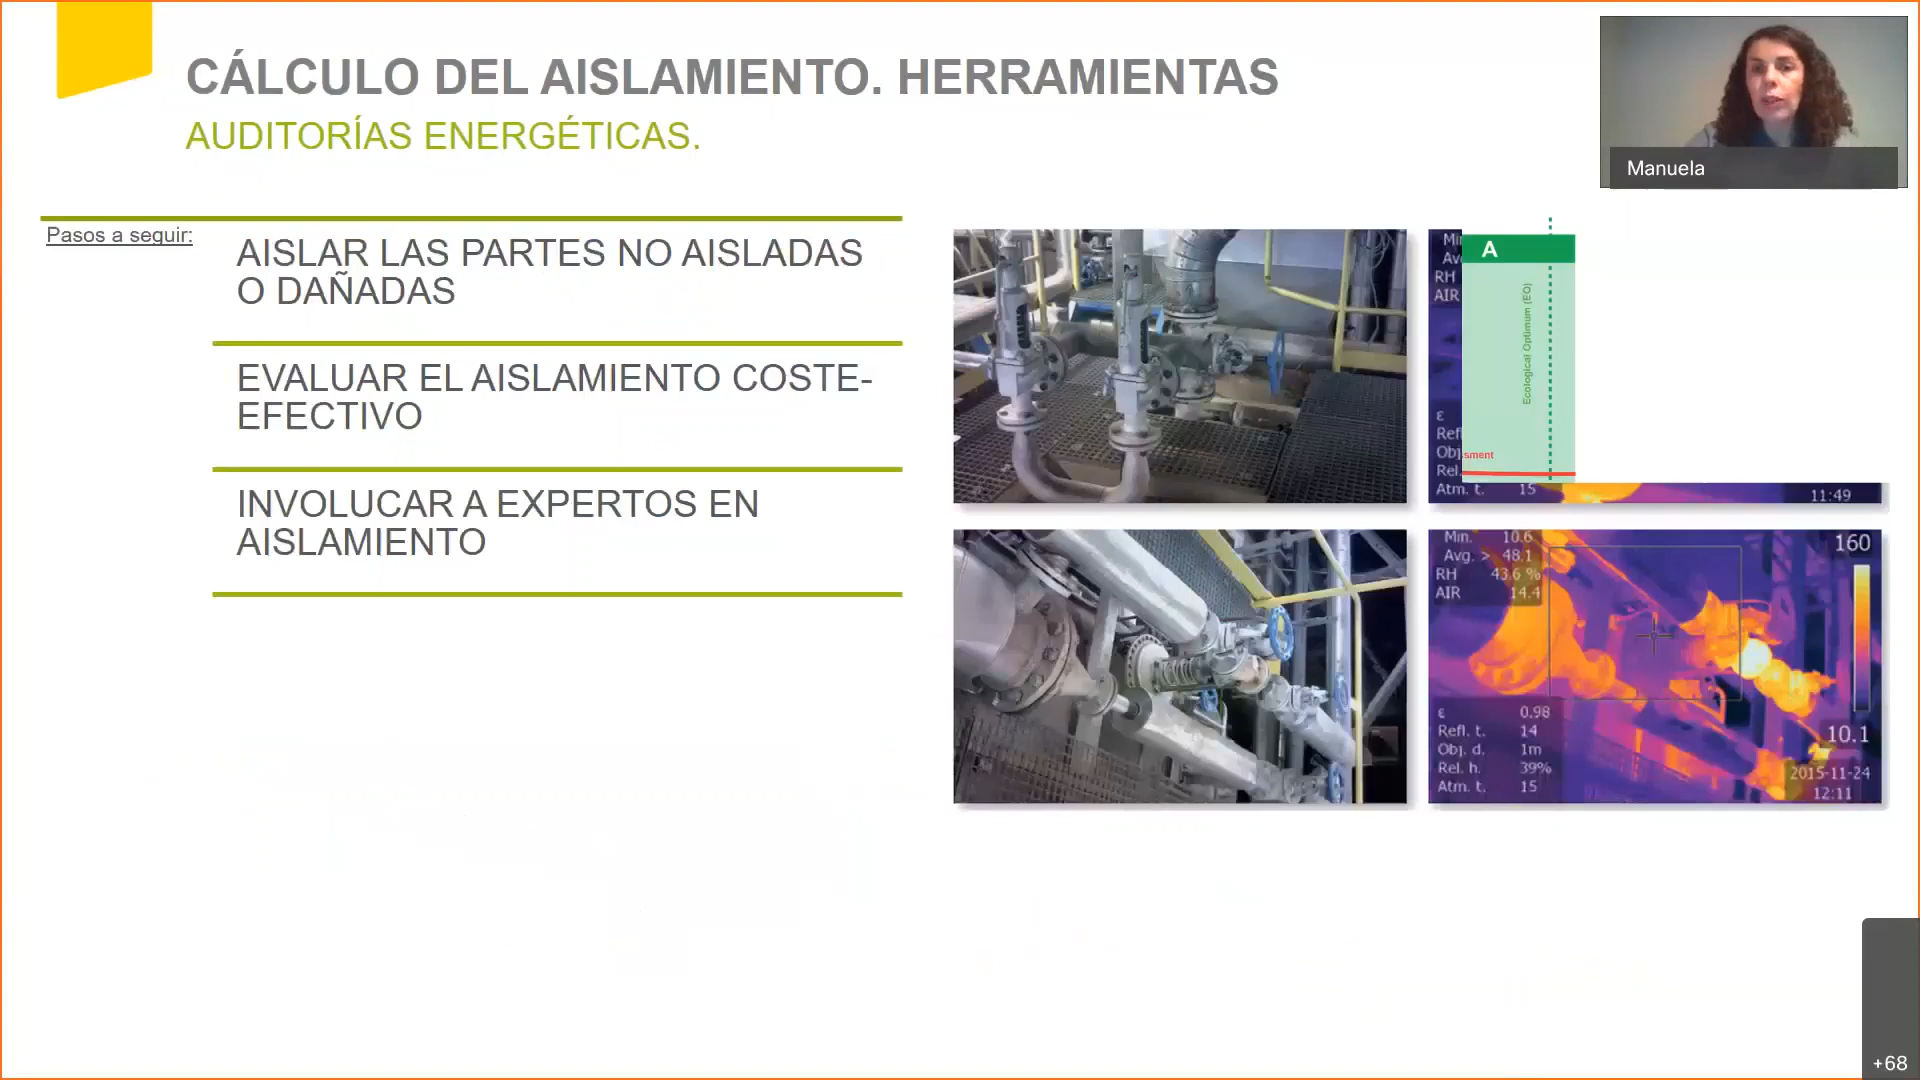 CÁLCULO DEL AISLAMIENTO. HERRAMIENTAS
AUDITORÍAS ENERGÉTICAS.
Manuela
Pasos a seguir:
AISLAR LAS PARTES NO AISLADAS
O DAÑADAS
EVALUAR EL AISLAMIENTO COSTE-
EFECTIVO
INVOLUCAR A EXPERTOS EN
AISLAMIENTO
RH
AIR
ε
Rel.
Atm. t. 15
A
Ecological Optimum (EO)
sment
11:49
Min. 10.6
Avg. > 48.1
RH 43.6 %
AIR 14.4
160
ε 0.98
Refl. t. 14
Obj. d. 1m
Rel. h. 39%
Atm. t. 15
10.1
2015-11-24
12:11
+68